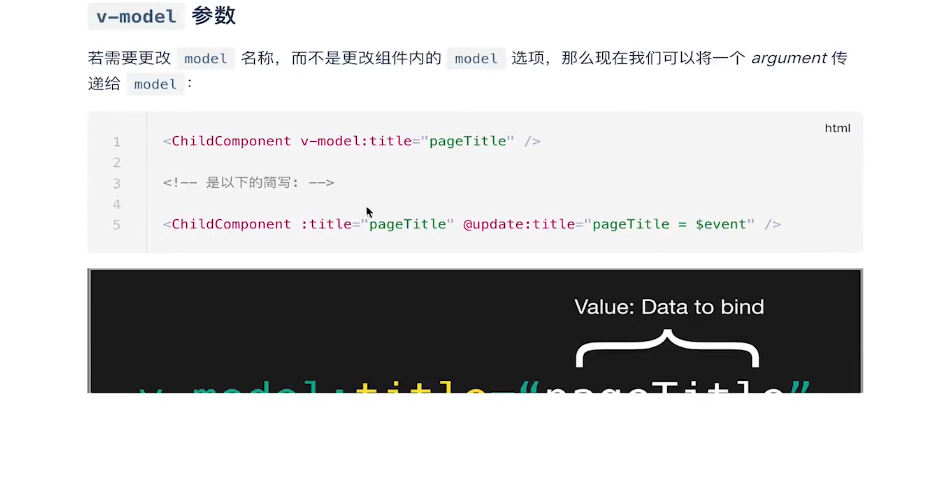 v-model 参数
若需要更改 model 名称，而不是更改组件内的 model 选项，那么现在我们可以将一个 argument 传
递给 model：
html
1 <ChildComponent v-model:title="pageTitle" />
2
3 <!-- 是以下的简写: -->
4
5 <ChildComponent :title="pageTitle" @update:title="pageTitle = $event" />
Value: Data to bind
v-model:title=“pageTitle”